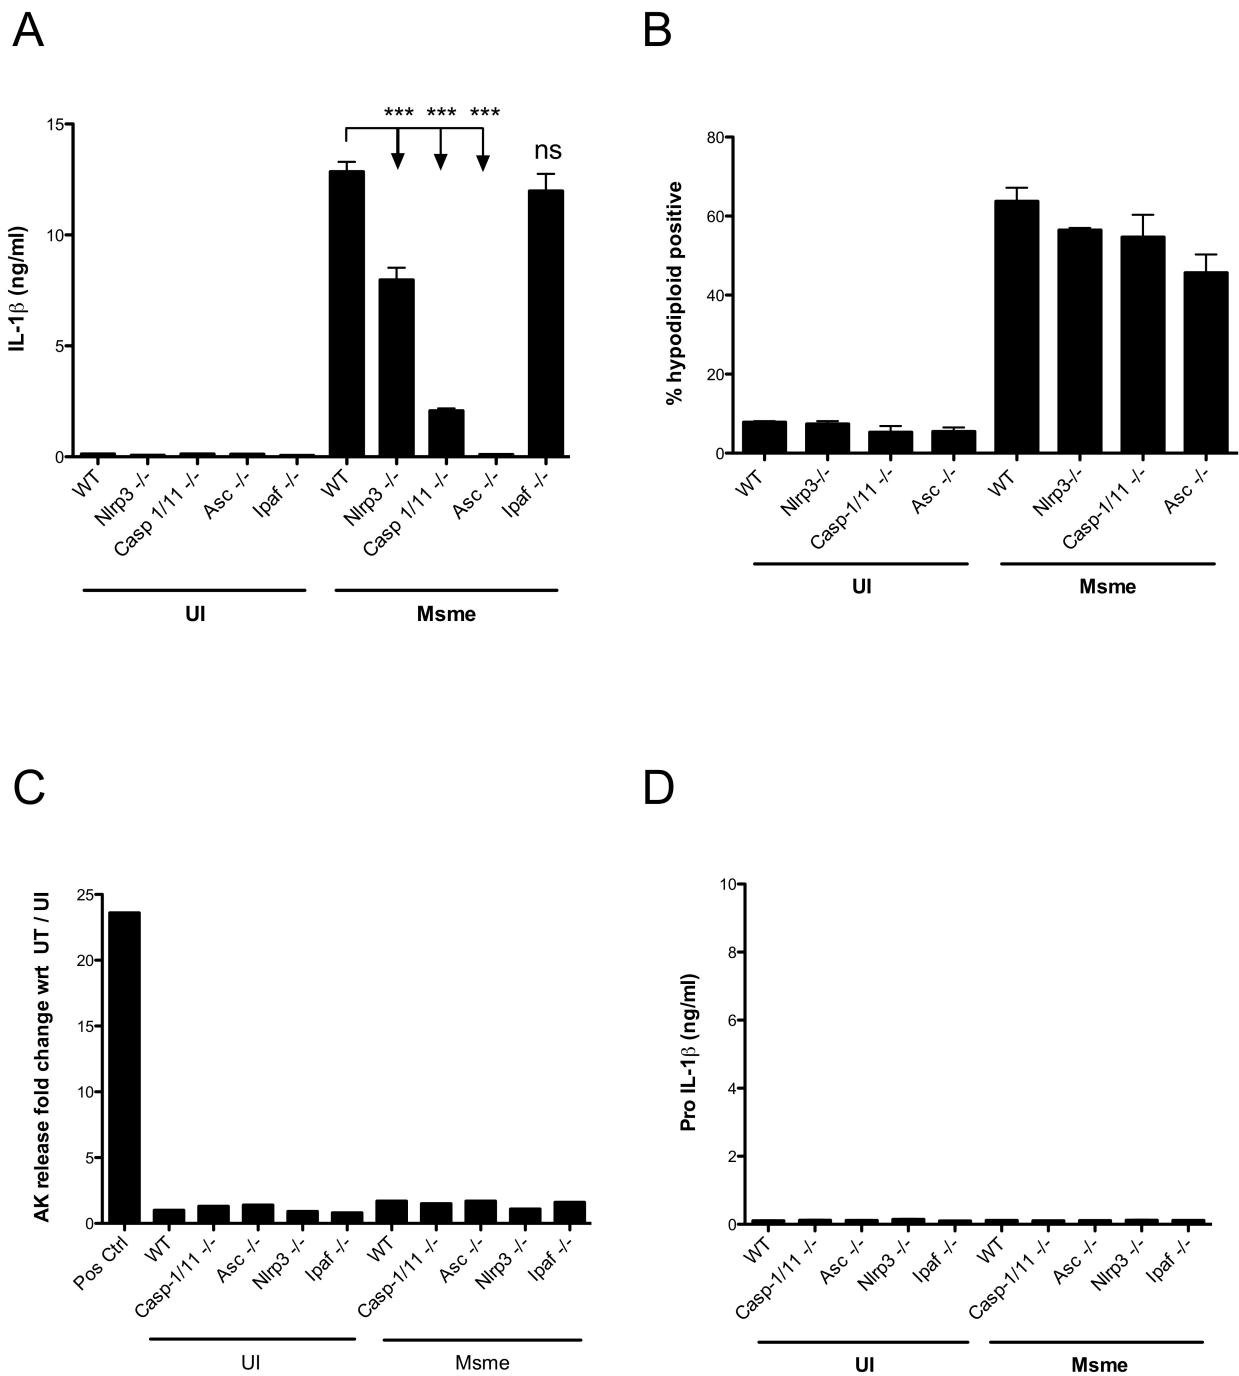 A
IL-1β (ng/ml)
15
10
5
0
*** *** ***
ns
WT
Nlrp3 -/-
Casp 1/11 -/-
Asc -/-
Ipaf -/-
WT
Nlrp3 -/-
Casp 1/11 -/-
Asc -/-
Ipaf -/-
UI
Msme
B
% hypodiploid positive
80
60
40
20
0
WT
Nlrp3-/-
Casp-1/11 -/-
Asc -/-
WT
Nlrp3-/-
Casp-1/11 -/-
Asc -/-
UI
Msme
C
AK release fold change wrt UT / UI
25
20
15
10
5
0
Pos Ctrl
WT
Casp-1/11 -/-
Asc -/-
Nlrp3 -/-
Ipaf -/-
WT
Casp-1/11 -/-
Asc -/-
Nlrp3 -/-
Ipaf -/-
UI
Msme
D
Pro IL-1β (ng/ml)
10
8
6
4
2
0
WT
Casp-1/11 -/-
Asc -/-
Nlrp3 -/-
Ipaf -/-
WT
Casp-1/11 -/-
Asc -/-
Nlrp3 -/-
Ipaf -/-
UI
Msme